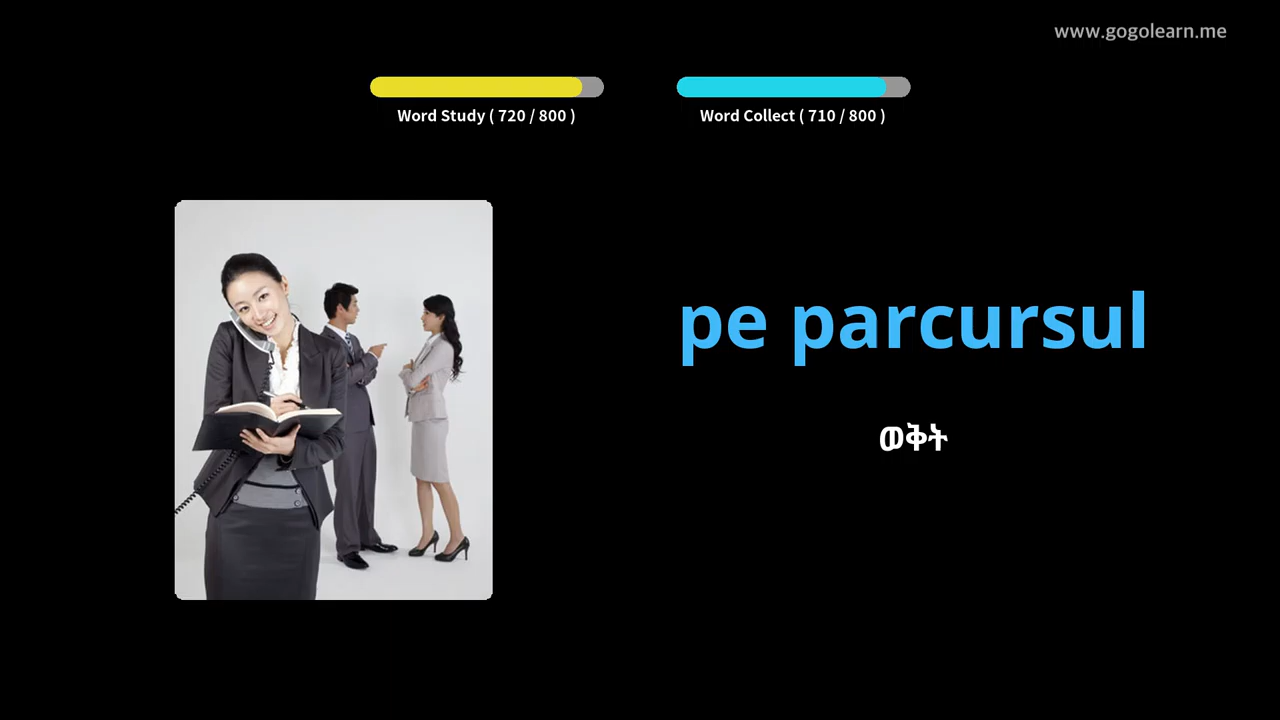 www.gogolearn.me
Word Study ( 720 / 800 )
Word Collect ( 710 / 800 )
pe parcursul
ወቅት